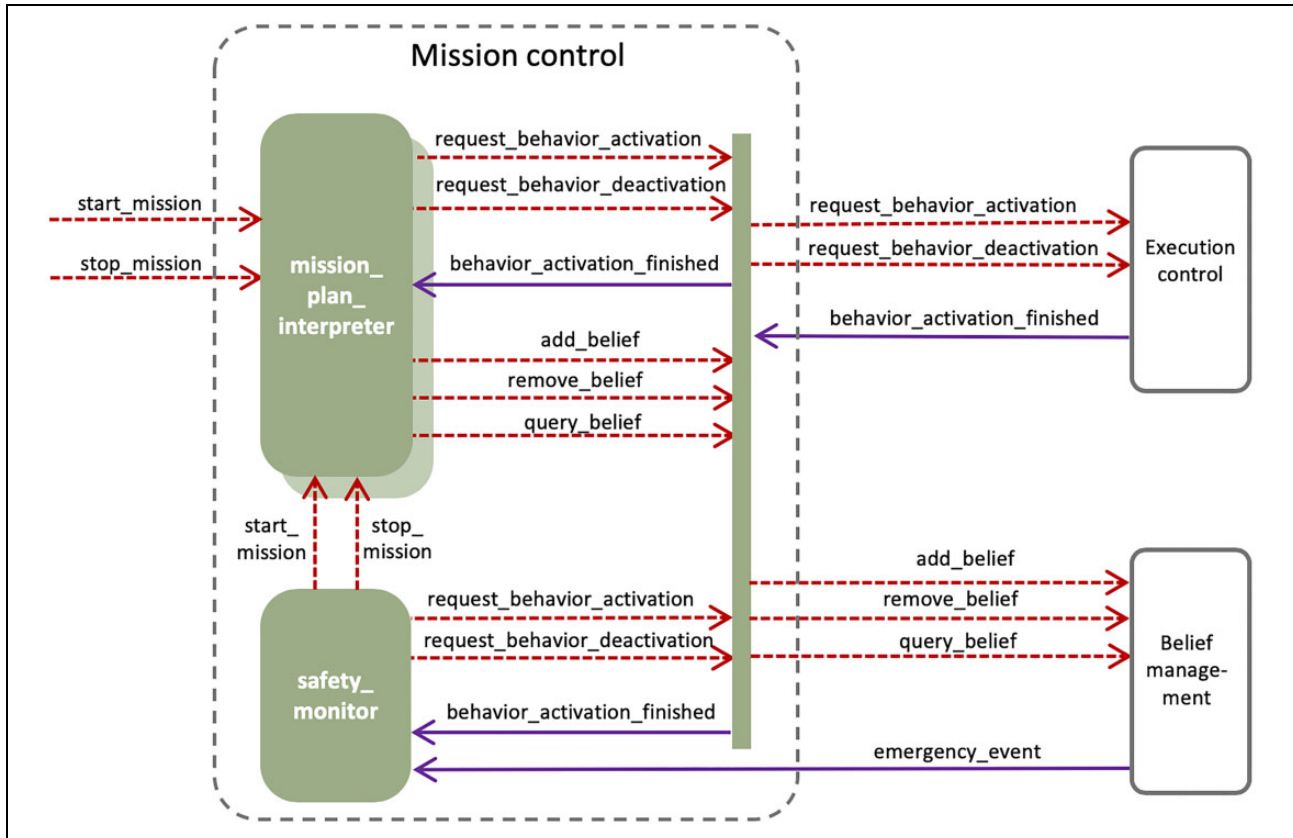 Mission control
request_behavior_activation
request_behavior_deactivation
start_mission
request_behavior_activation
request_behavior_deactivation
Execution
control
stop_mission
mission_
plan_
interpreter
behavior_activation_finished
behavior_activation_finished
add_belief
remove_belief
query_belief
start_
mission
stop_
mission
add_belief
request_behavior_activation
remove_belief
request_behavior_deactivation
query_belief
Belief
manage-
ment
safety_
monitor
behavior_activation_finished
emergency_event